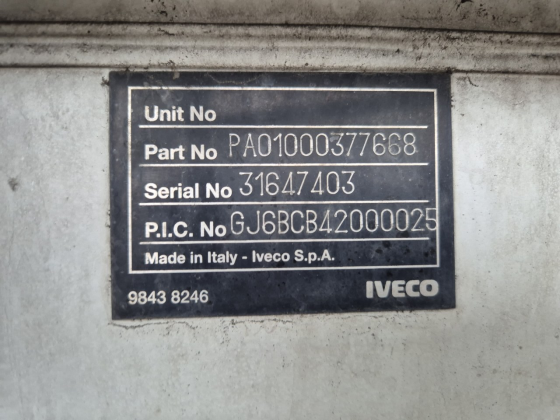 Unit No
Part No PA01000377668
Serial No 31647403
P.I.C. No GJ6BCB42000025
Made in Italy - Iveco S.p.A.
9843 8246 IVECO